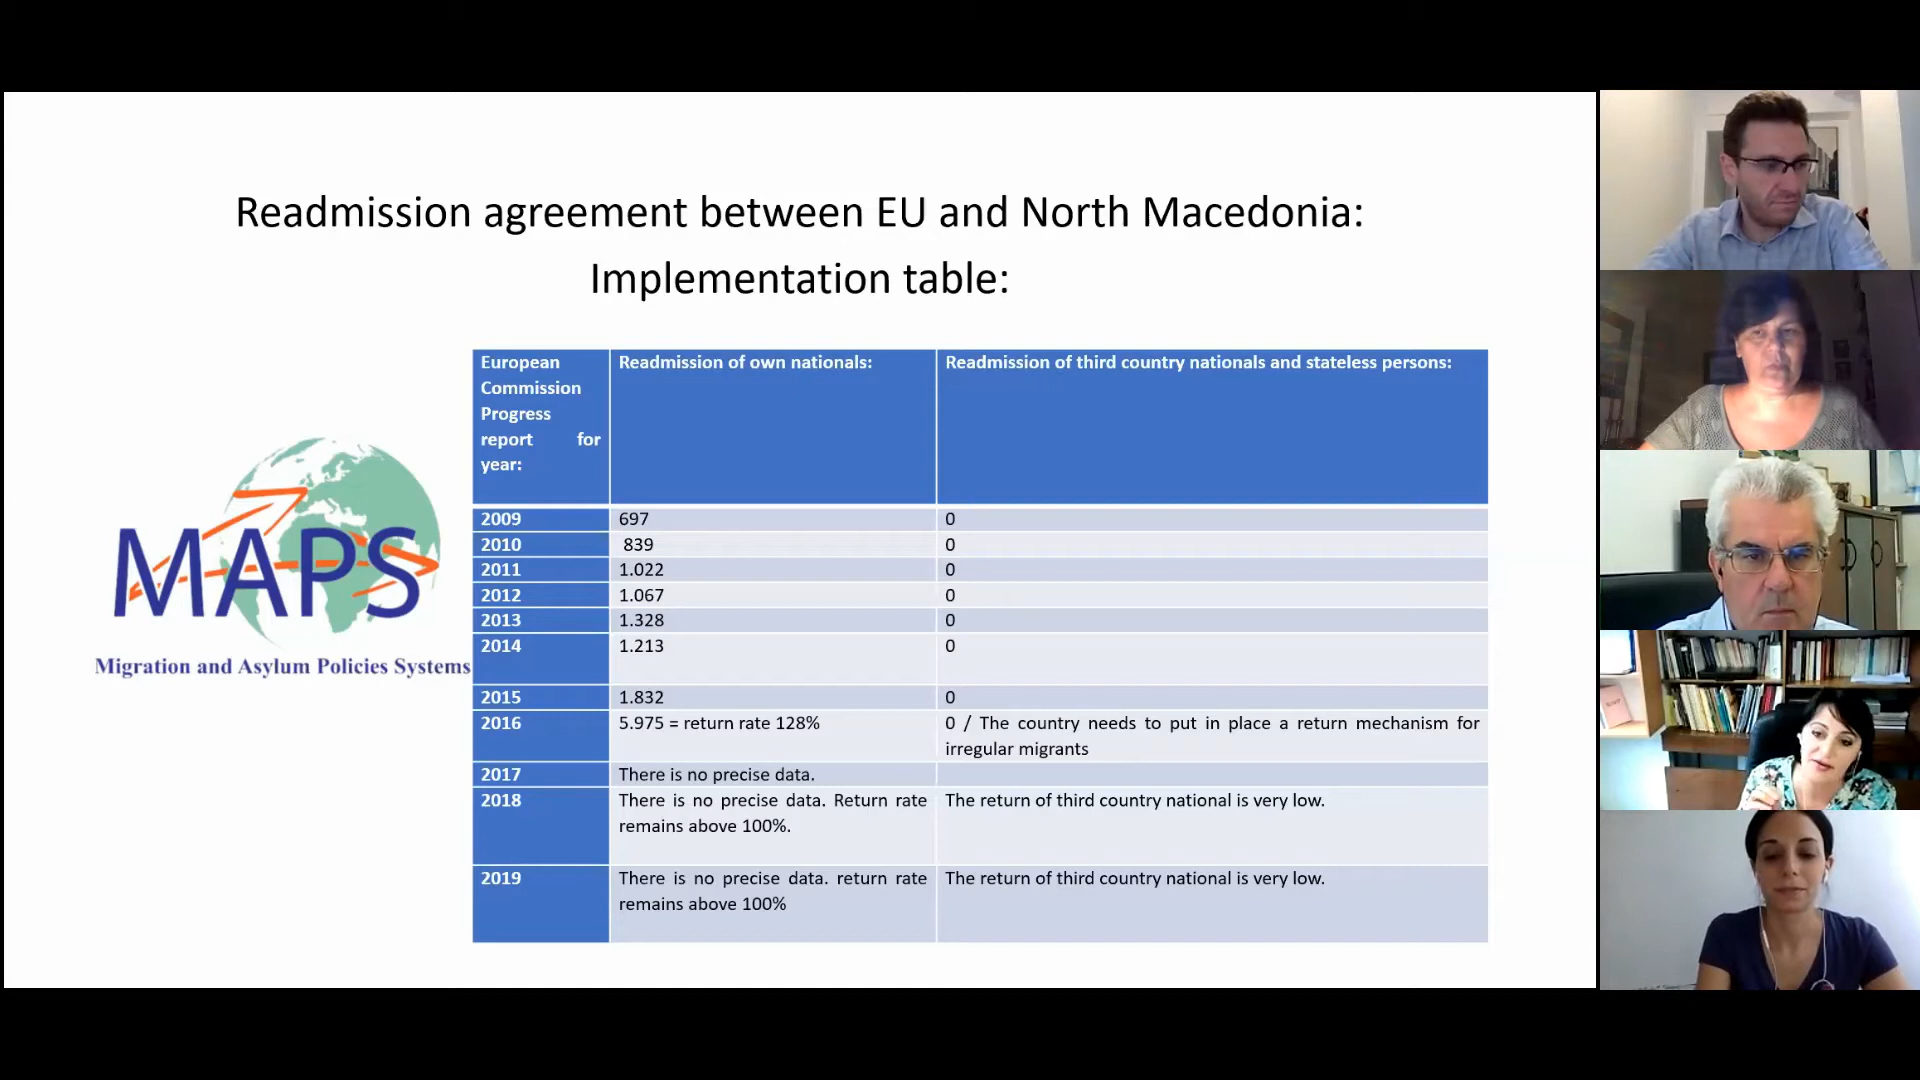 Readmission agreement between EU and North Macedonia:
Implementation table:
MAPS
Migration and Asylum Policies Systems
European
Commission
Progress
report for
year:
Readmission of own nationals:
Readmission of third country nationals and stateless persons:
2009
697
0
2010
839
0
2011
1.022
0
2012
1.067
0
2013
1.328
0
2014
1.213
0
2015
1.832
0
2016
5.975 = return rate 128%
0 / The country needs to put in place a return mechanism for
irregular migrants
2017
There is no precise data.
2018
There is no precise data. Return rate
remains above 100%.
The return of third country national is very low.
2019
There is no precise data. return rate
remains above 100%
The return of third country national is very low.